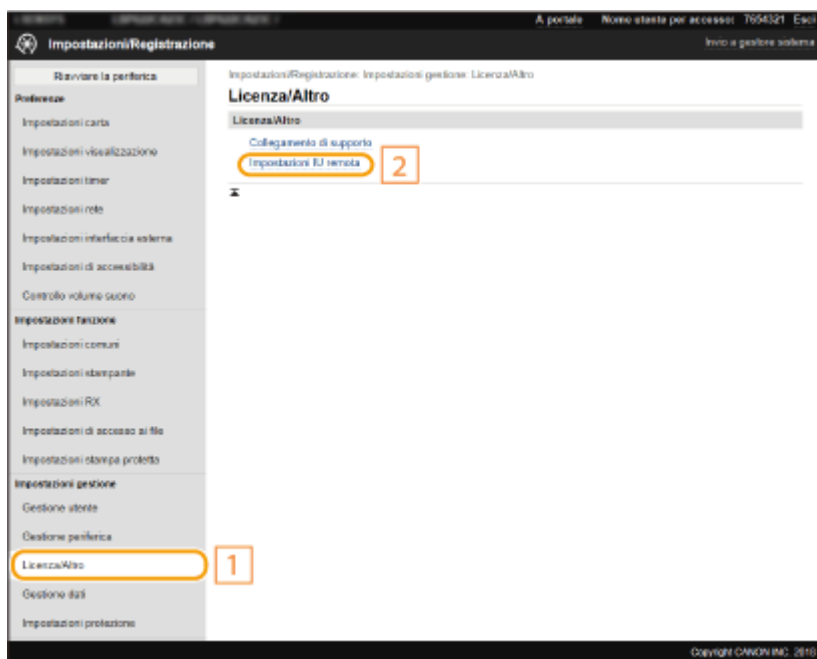 A portale Nome utente per accesso: 7654321 Esci
Impostazioni/Registrazione
Invio a gestore sistema
Riavviare la periferica
Preferenze
Impostazioni carta
Impostazioni visualizzazione
Impostazioni timer
Impostazioni rete
Impostazioni interfaccia esterna
Impostazioni di accessibilità
Controllo volume suono
Impostazioni funzione
Impostazioni comuni
Impostazioni stampante
Impostazioni RX
Impostazioni di accesso ai file
Impostazioni stampa protetta
Impostazioni gestione
Gestione utente
Gestione periferica
Licenza/Altro
1
Gestione dati
Impostazioni protezione
Impostazioni/Registrazione: Impostazioni gestione: Licenza/Altro
Licenza/Altro
Licenza/Altro
Collegamento di supporto
Impostazioni IU remota
2
Copyright CANON INC. 2018